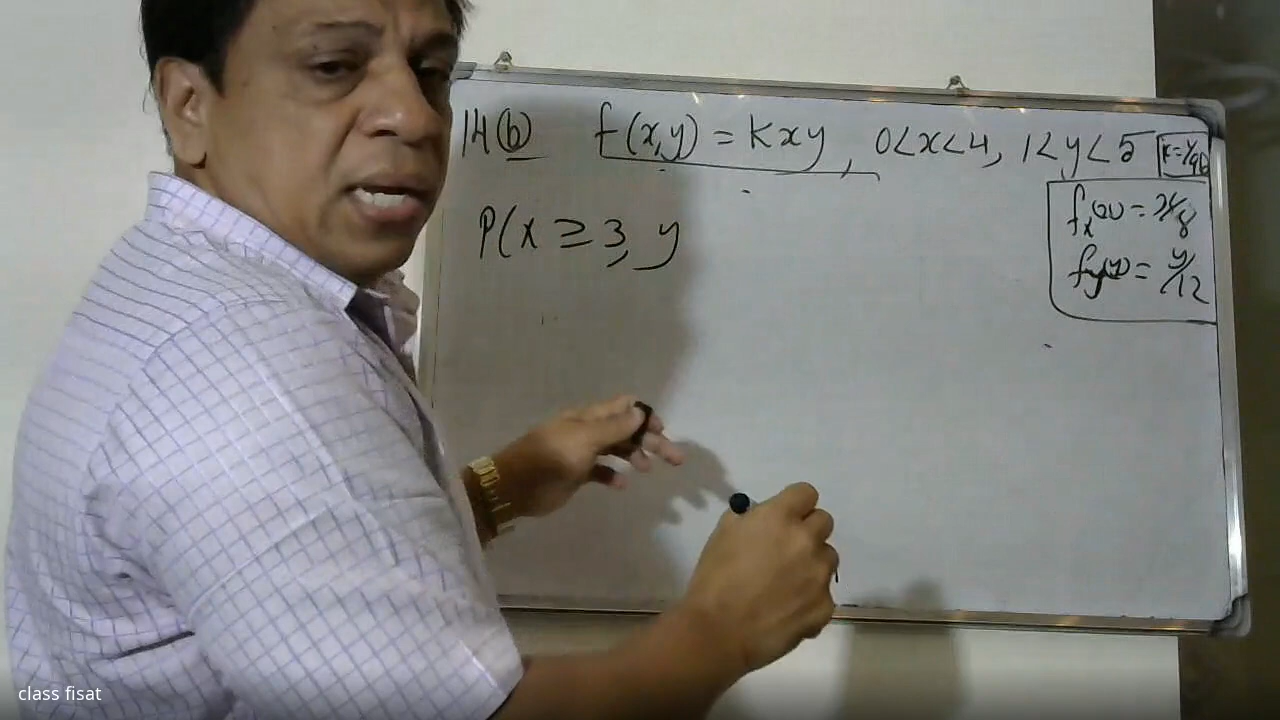 14 (b) f(x,y) = kxy, 0<x<4, 1<y<5 k=1/96
fx(x) = x/8
P(x ≥ 3, y
fy(y) = y/12
class fisat